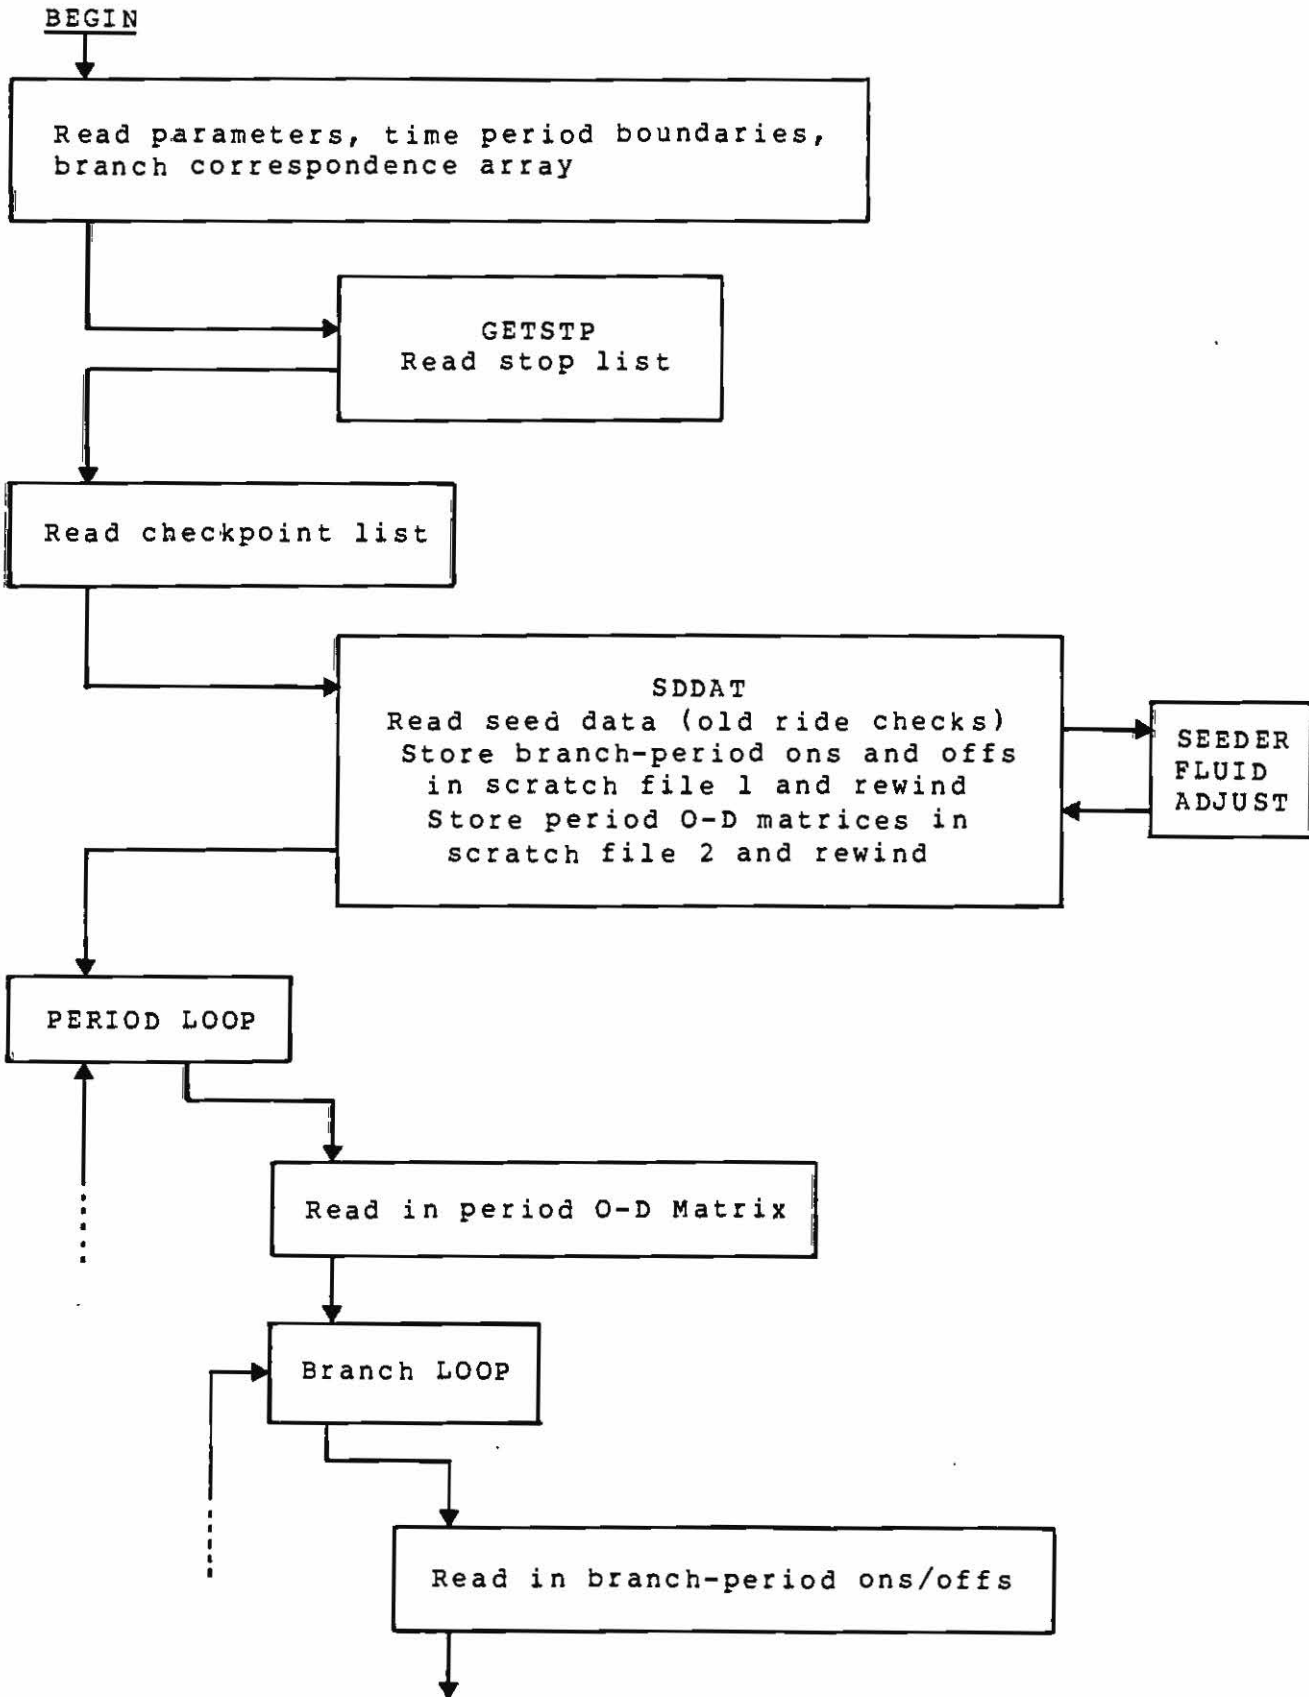 BEGIN
Read parameters, time period boundaries,
branch correspondence array
GETSTP
Read stop list
Read checkpoint list
SDDAT
Read seed data (old ride checks)
Store branch-period ons and offs
in scratch file 1 and rewind
Store period O-D matrices in
scratch file 2 and rewind
SEEDER
FLUID
ADJUST
PERIOD LOOP
Read in period O-D Matrix
Branch LOOP
Read in branch-period ons/offs